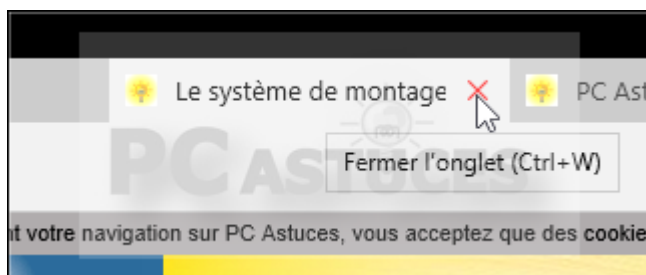 Le système de montage
PC Ast
PC ASTUCES
Fermer l'onglet (Ctrl+W)
nt votre navigation sur PC Astuces, vous acceptez que des cookie